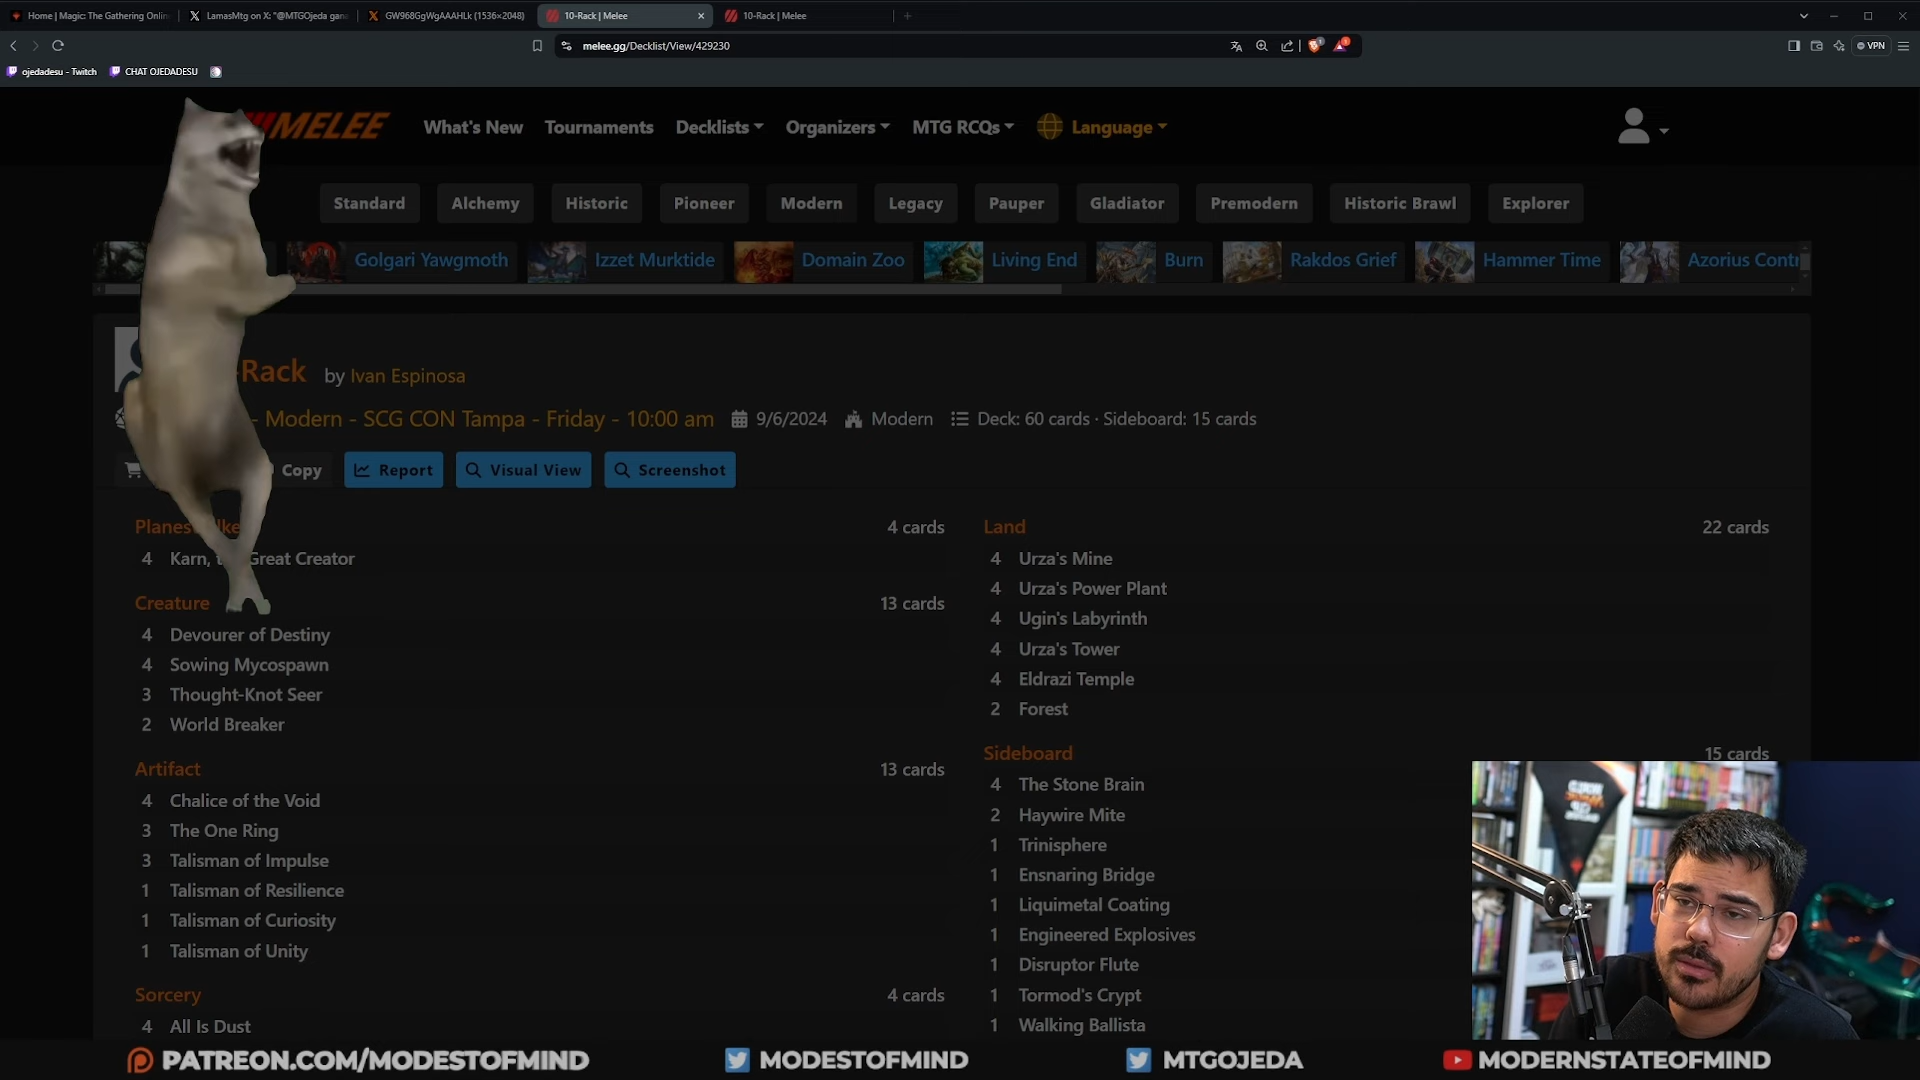 Home | Magic: The Gathering Onlin
LamasMtg on X: "@MTGOjeda gan
GW968GgWgAAAHLk (1536×2048)
10-Rack | Melee
10-Rack | Melee
melee.gg/Decklist/View/429230
VPN
ojedadesu - Twitch
CHAT OJEDADESU
MELEE
What's New
Tournaments
Decklists
Organizers
MTG RCQs
Language
Standard
Alchemy
Historic
Pioneer
Modern
Legacy
Pauper
Gladiator
Premodern
Historic Brawl
Explorer
Golgari Yawgmoth
Izzet Murktide
Domain Zoo
Living End
Burn
Rakdos Grief
Hammer Time
Azorius Contr
-Rack by Ivan Espinosa
- Modern - SCG CON Tampa - Friday - 10:00 am 9/6/2024 Modern Deck: 60 cards · Sideboard: 15 cards
Copy
Report
Visual View
Screenshot
4 cards
4 Karn, Great Creator
Creature 13 cards
4 Devourer of Destiny
4 Sowing Mycospawn
3 Thought-Knot Seer
2 World Breaker
Artifact 13 cards
4 Chalice of the Void
3 The One Ring
3 Talisman of Impulse
1 Talisman of Resilience
1 Talisman of Curiosity
1 Talisman of Unity
Sorcery 4 cards
4 All Is Dust
Land 22 cards
4 Urza's Mine
4 Urza's Power Plant
4 Ugin's Labyrinth
4 Urza's Tower
4 Eldrazi Temple
2 Forest
Sideboard 15 cards
4 The Stone Brain
2 Haywire Mite
1 Trinisphere
1 Ensnaring Bridge
1 Liquimetal Coating
1 Engineered Explosives
1 Disruptor Flute
1 Tormod's Crypt
1 Walking Ballista
PATREON.COM/MODESTOFMIND
MODESTOFMIND
MTGOJEDA
MODERNSTATEOFMIND